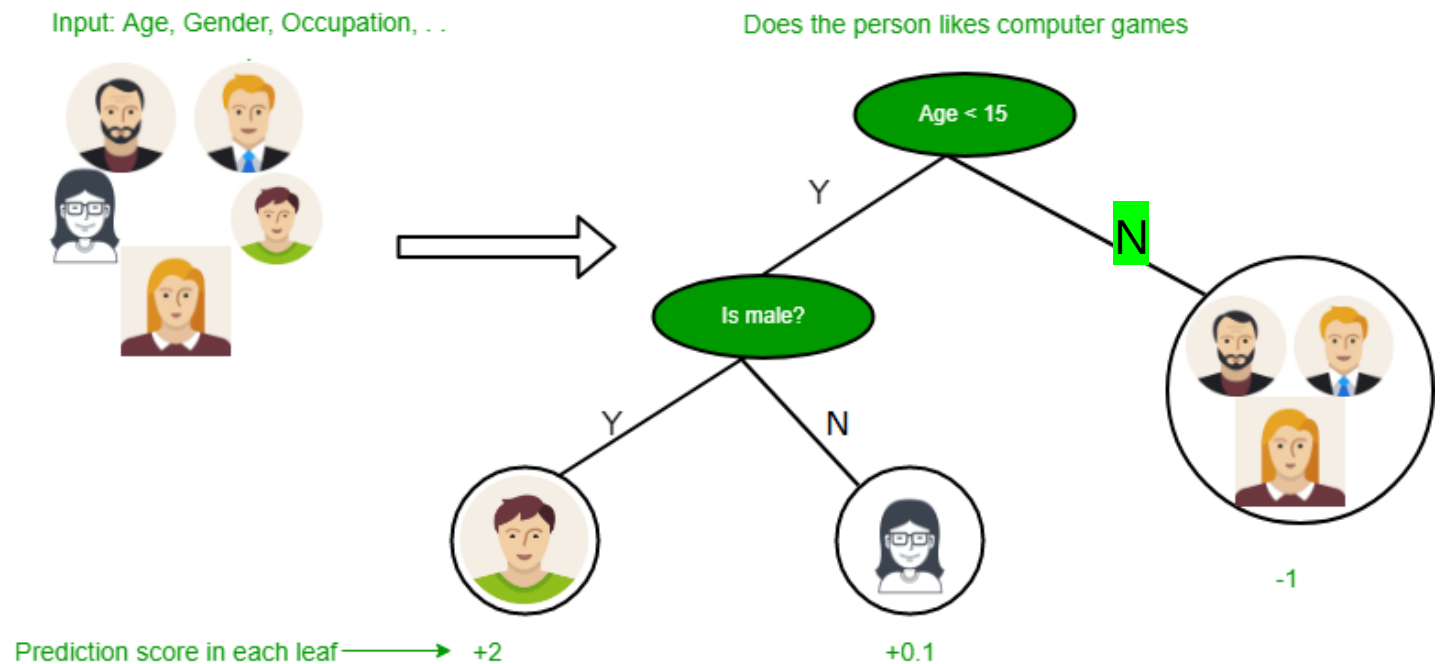 Input: Age, Gender, Occupation, . . .
Does the person likes computer games
Age < 15
Y
N
Is male?
Y
N
-1
Prediction score in each leaf
+2
+0.1